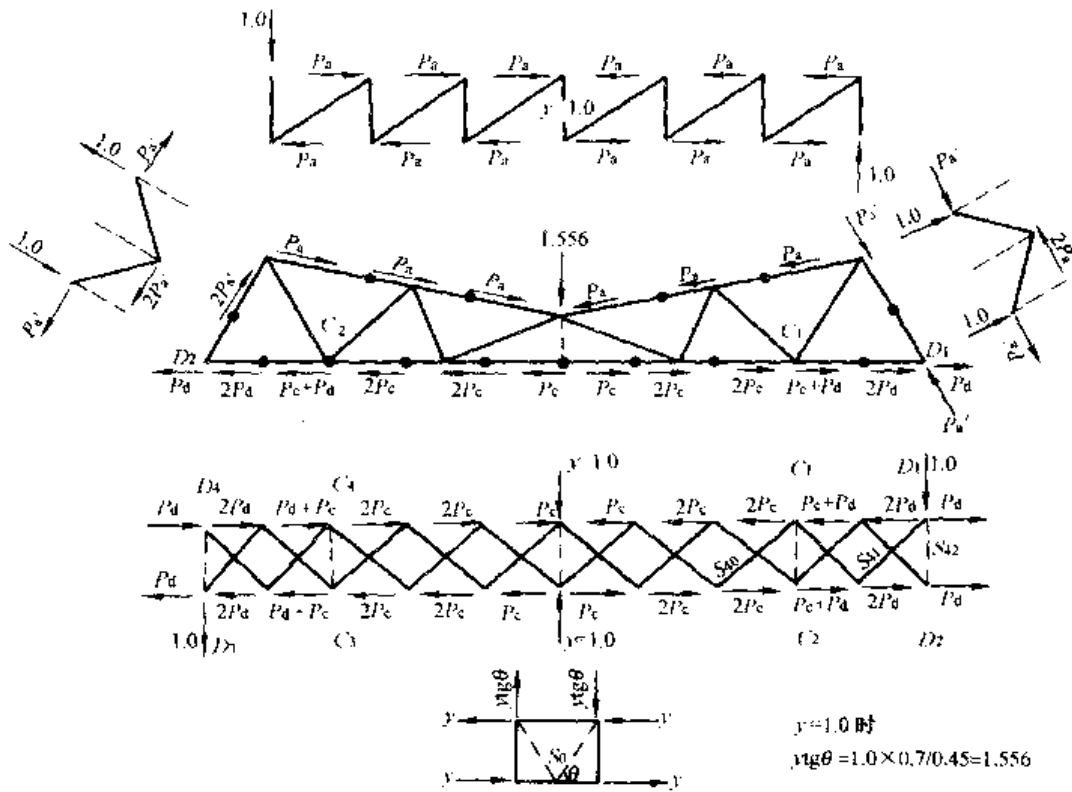 1.0
Pa Pa Pa Pa Pa Pa
y 1.0
Pa Pa Pa Pa Pa Pa
1.0
1.0 Pa′
1.0
2Pa′
Pa′
Pa′
1.0
2Pa′
1.0
Pa′
1.556
Pa Pa Pa Pa Pa Pa
2Pa′
C2 C1
D2 D1
Pd 2Pd Pc+Pd 2Pc 2Pc Pc Pc 2Pc 2Pc Pc+Pd 2Pd Pd
Pa′
y=1.0 C1 D1 1.0
D4 C4
2Pd Pd+Pc 2Pc 2Pc Pc Pc 2Pc 2Pc Pc+Pd 2Pd Pd
Pd
S40 S41 S42
Pd 2Pd Pd+Pc 2Pc 2Pc Pc Pc 2Pc 2Pc Pc+Pd 2Pd Pd
1.0 D3 C3 y=1.0 C2 D2
ytgθ ytgθ
y y
S0
θ
y y
y=1.0 时
ytgθ=1.0×0.7/0.45=1.556